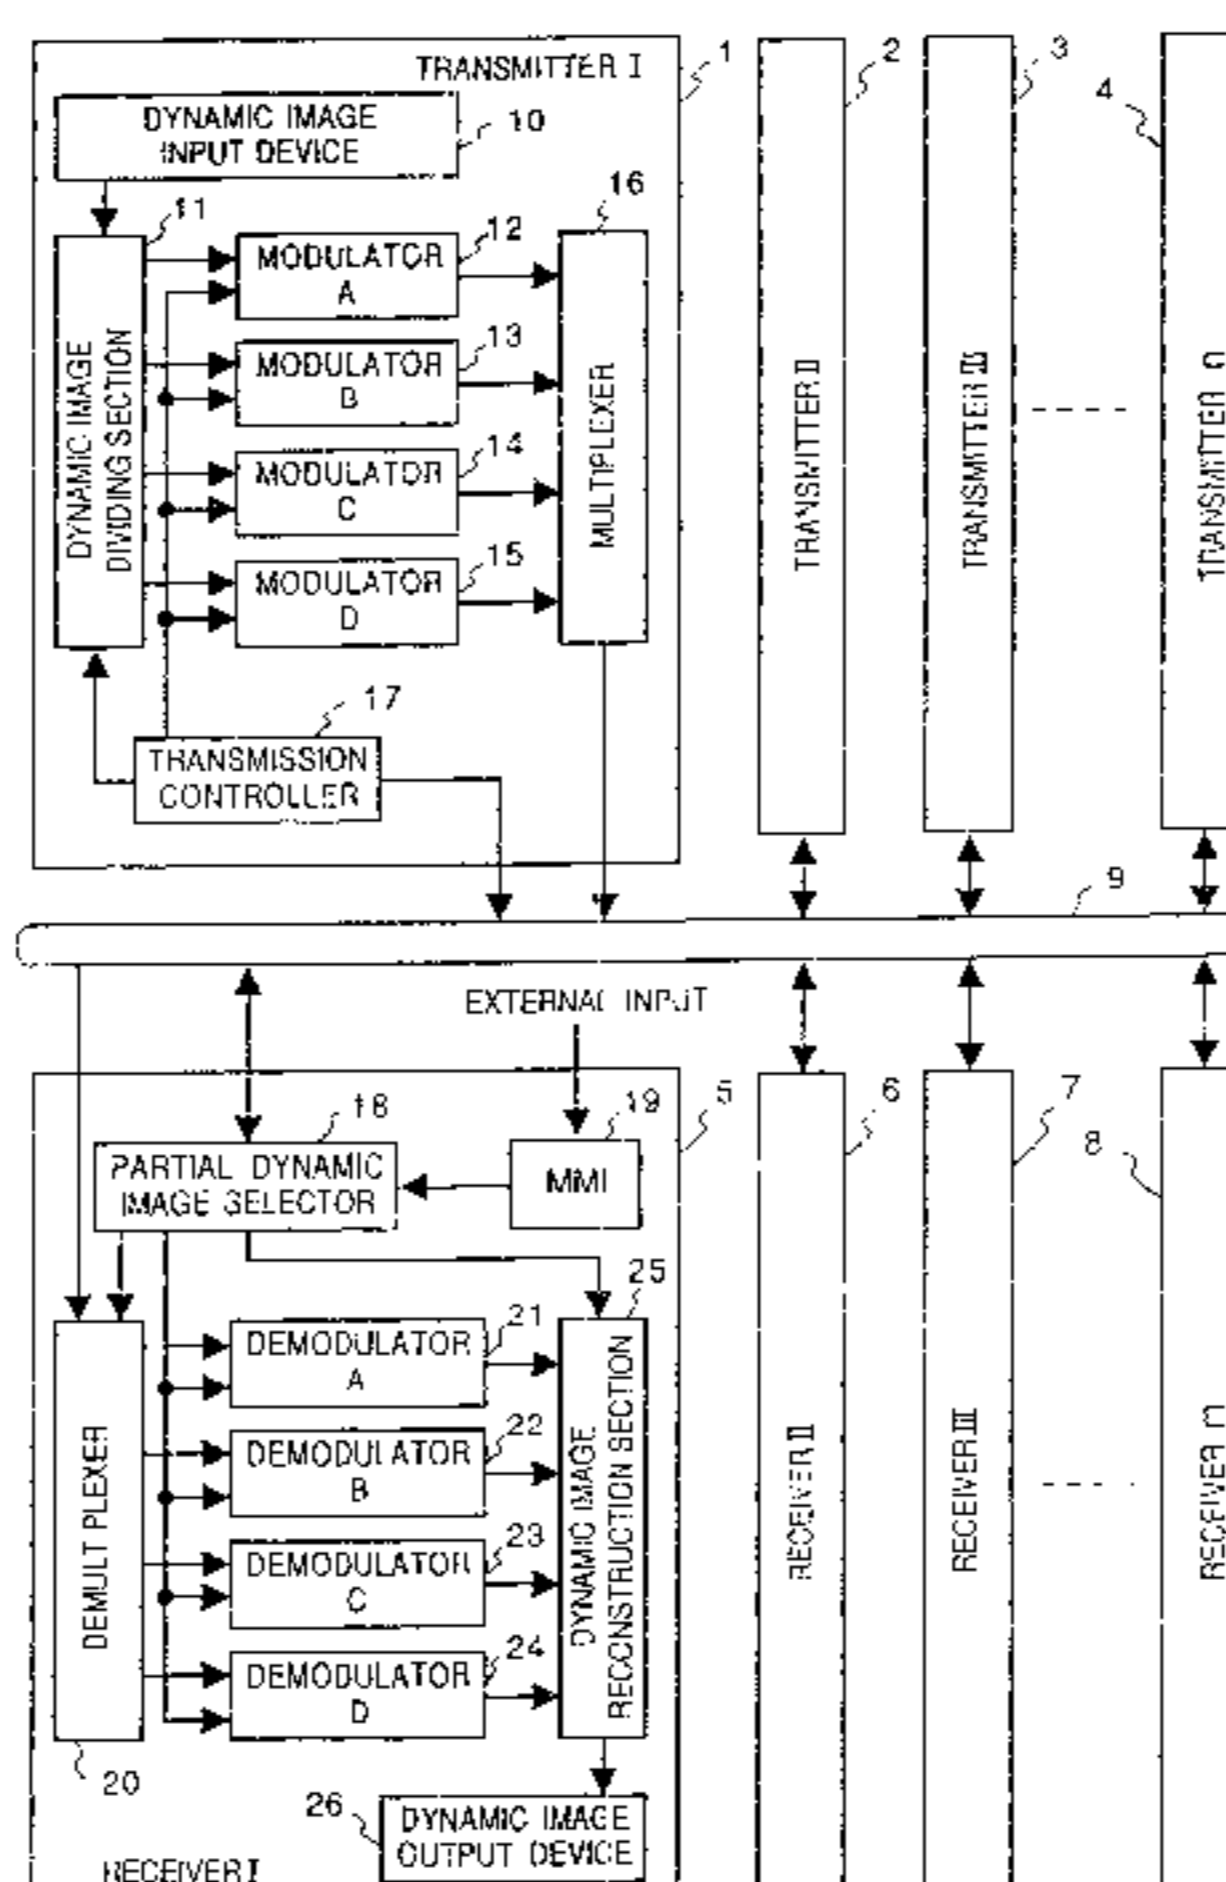 TRANSMITTER I
1
2
3
4
DYNAMIC IMAGE
INPUT DEVICE
10
11
12
16
MODULATOR
A
13
MODULATOR
B
14
MODULATOR
C
15
MODULATOR
D
DYNAMIC IMAGE
DIVIDING SECTION
MULTIPLEXER
TRANSMITTER II
TRANSMITTER III
TRANSMITTER n
17
TRANSMISSION
CONTROLLER
9
EXTERNAL INPUT
18
19
5
6
7
8
PARTIAL DYNAMIC
IMAGE SELECTOR
MMI
25
21
DEMODULATOR
A
22
DEMODULATOR
B
23
DEMODULATOR
C
24
DEMODULATOR
D
DEMULTIPLEXER
DYNAMIC IMAGE
RECONSTRUCTION SECTION
RECEIVER II
RECEIVER III
RECEIVER n
20
26
DYNAMIC IMAGE
OUTPUT DEVICE
RECEIVER I